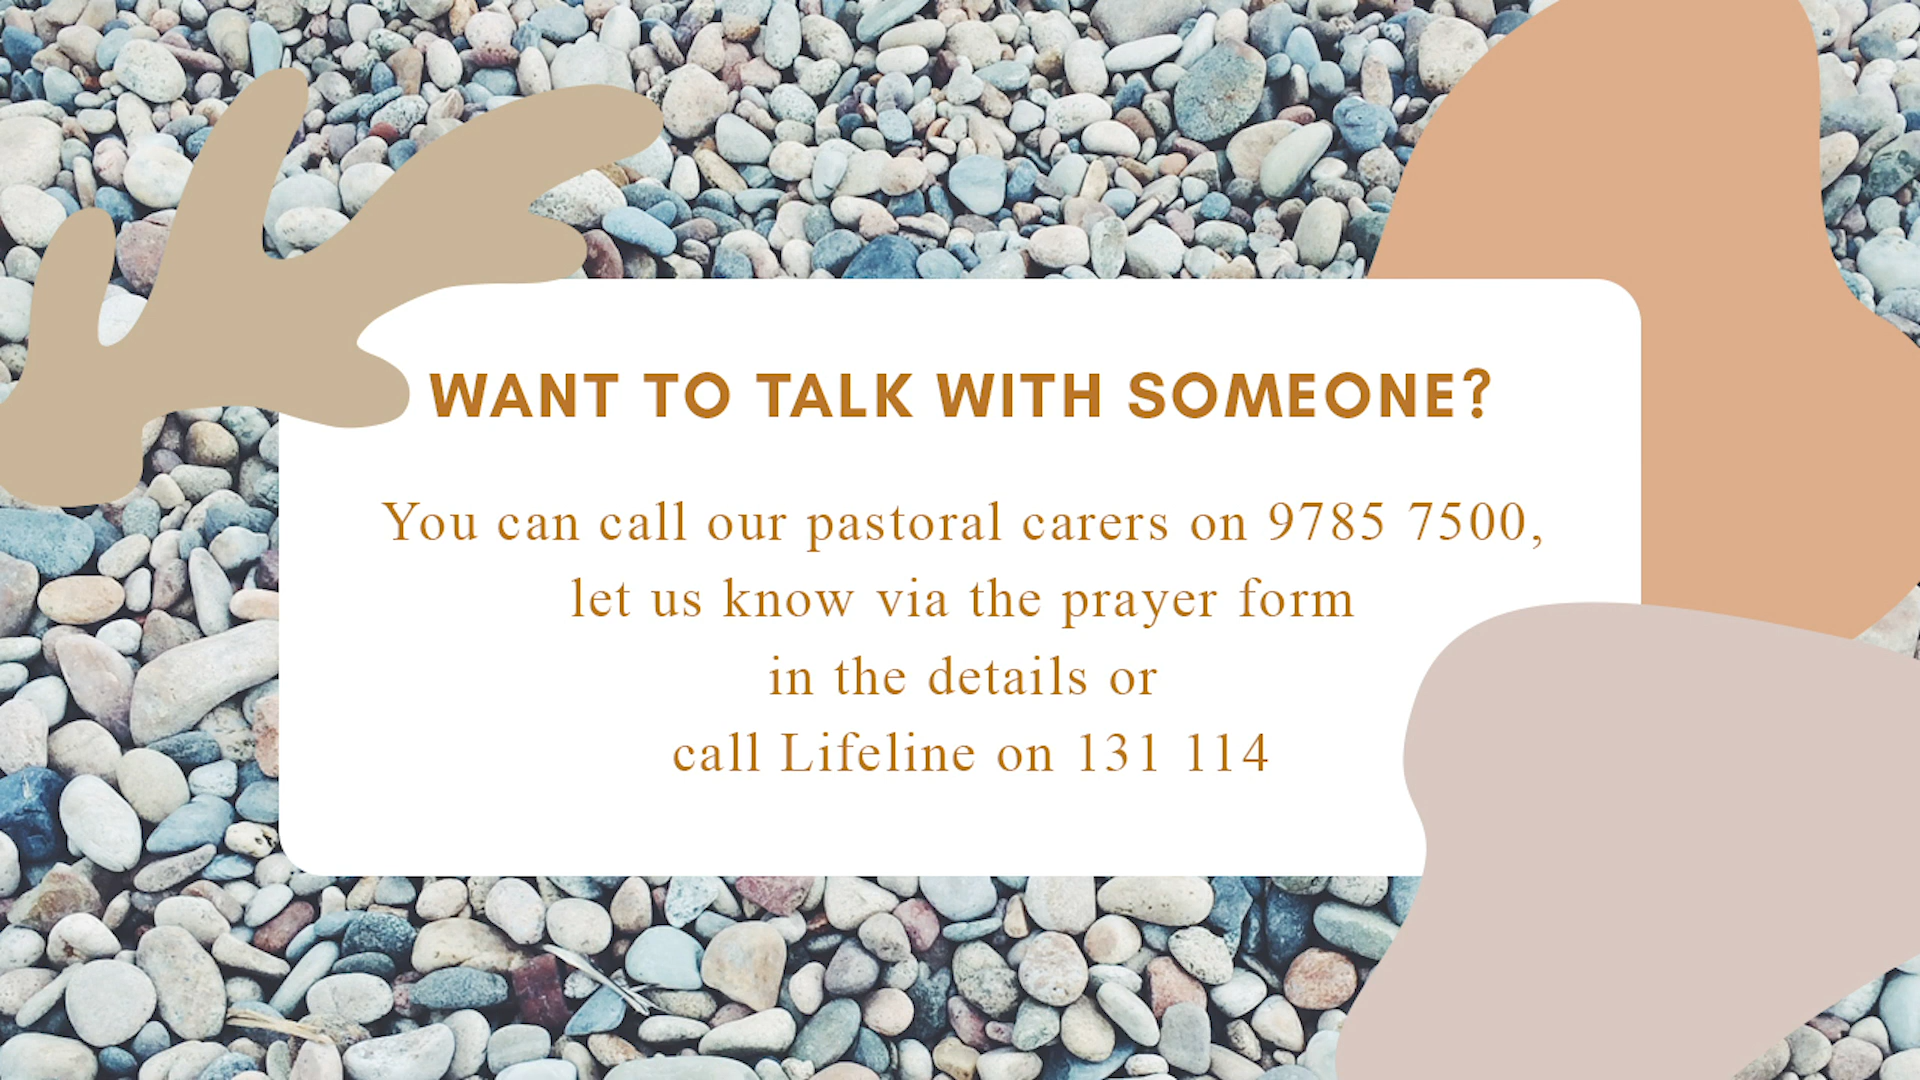 WANT TO TALK WITH SOMEONE?
You can call our pastoral carers on 9785 7500,
let us know via the prayer form
in the details or
call Lifeline on 131 114